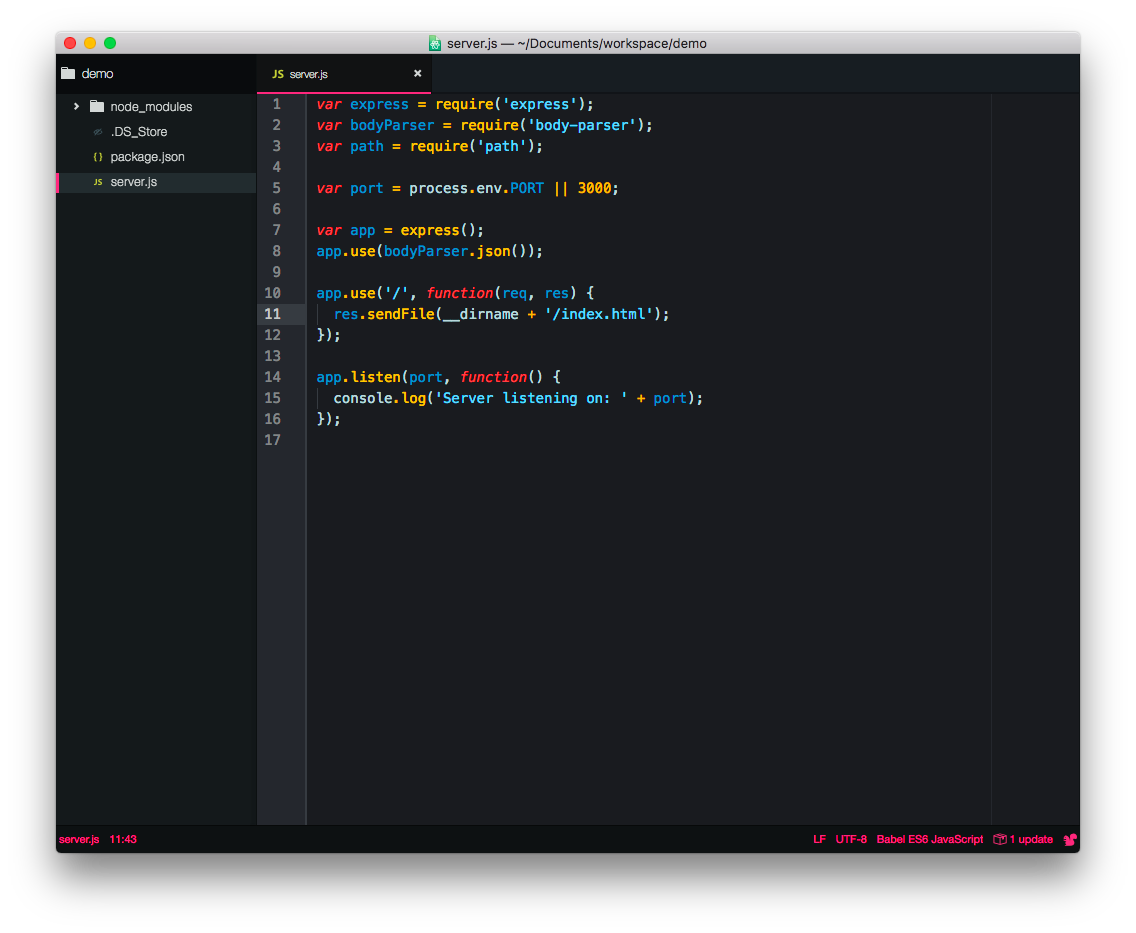 server.js — ~/Documents/workspace/demo
demo
node_modules
.DS_Store
{} package.json
JS server.js
JS server.js ×
1 var express = require('express');
2 var bodyParser = require('body-parser');
3 var path = require('path');
4
5 var port = process.env.PORT || 3000;
6
7 var app = express();
8 app.use(bodyParser.json());
9
10 app.use('/', function(req, res) {
11   res.sendFile(__dirname + '/index.html');
12 });
13
14 app.listen(port, function() {
15   console.log('Server listening on: ' + port);
16 });
17
server.js 11:43 LF UTF-8 Babel ES6 JavaScript 1 update